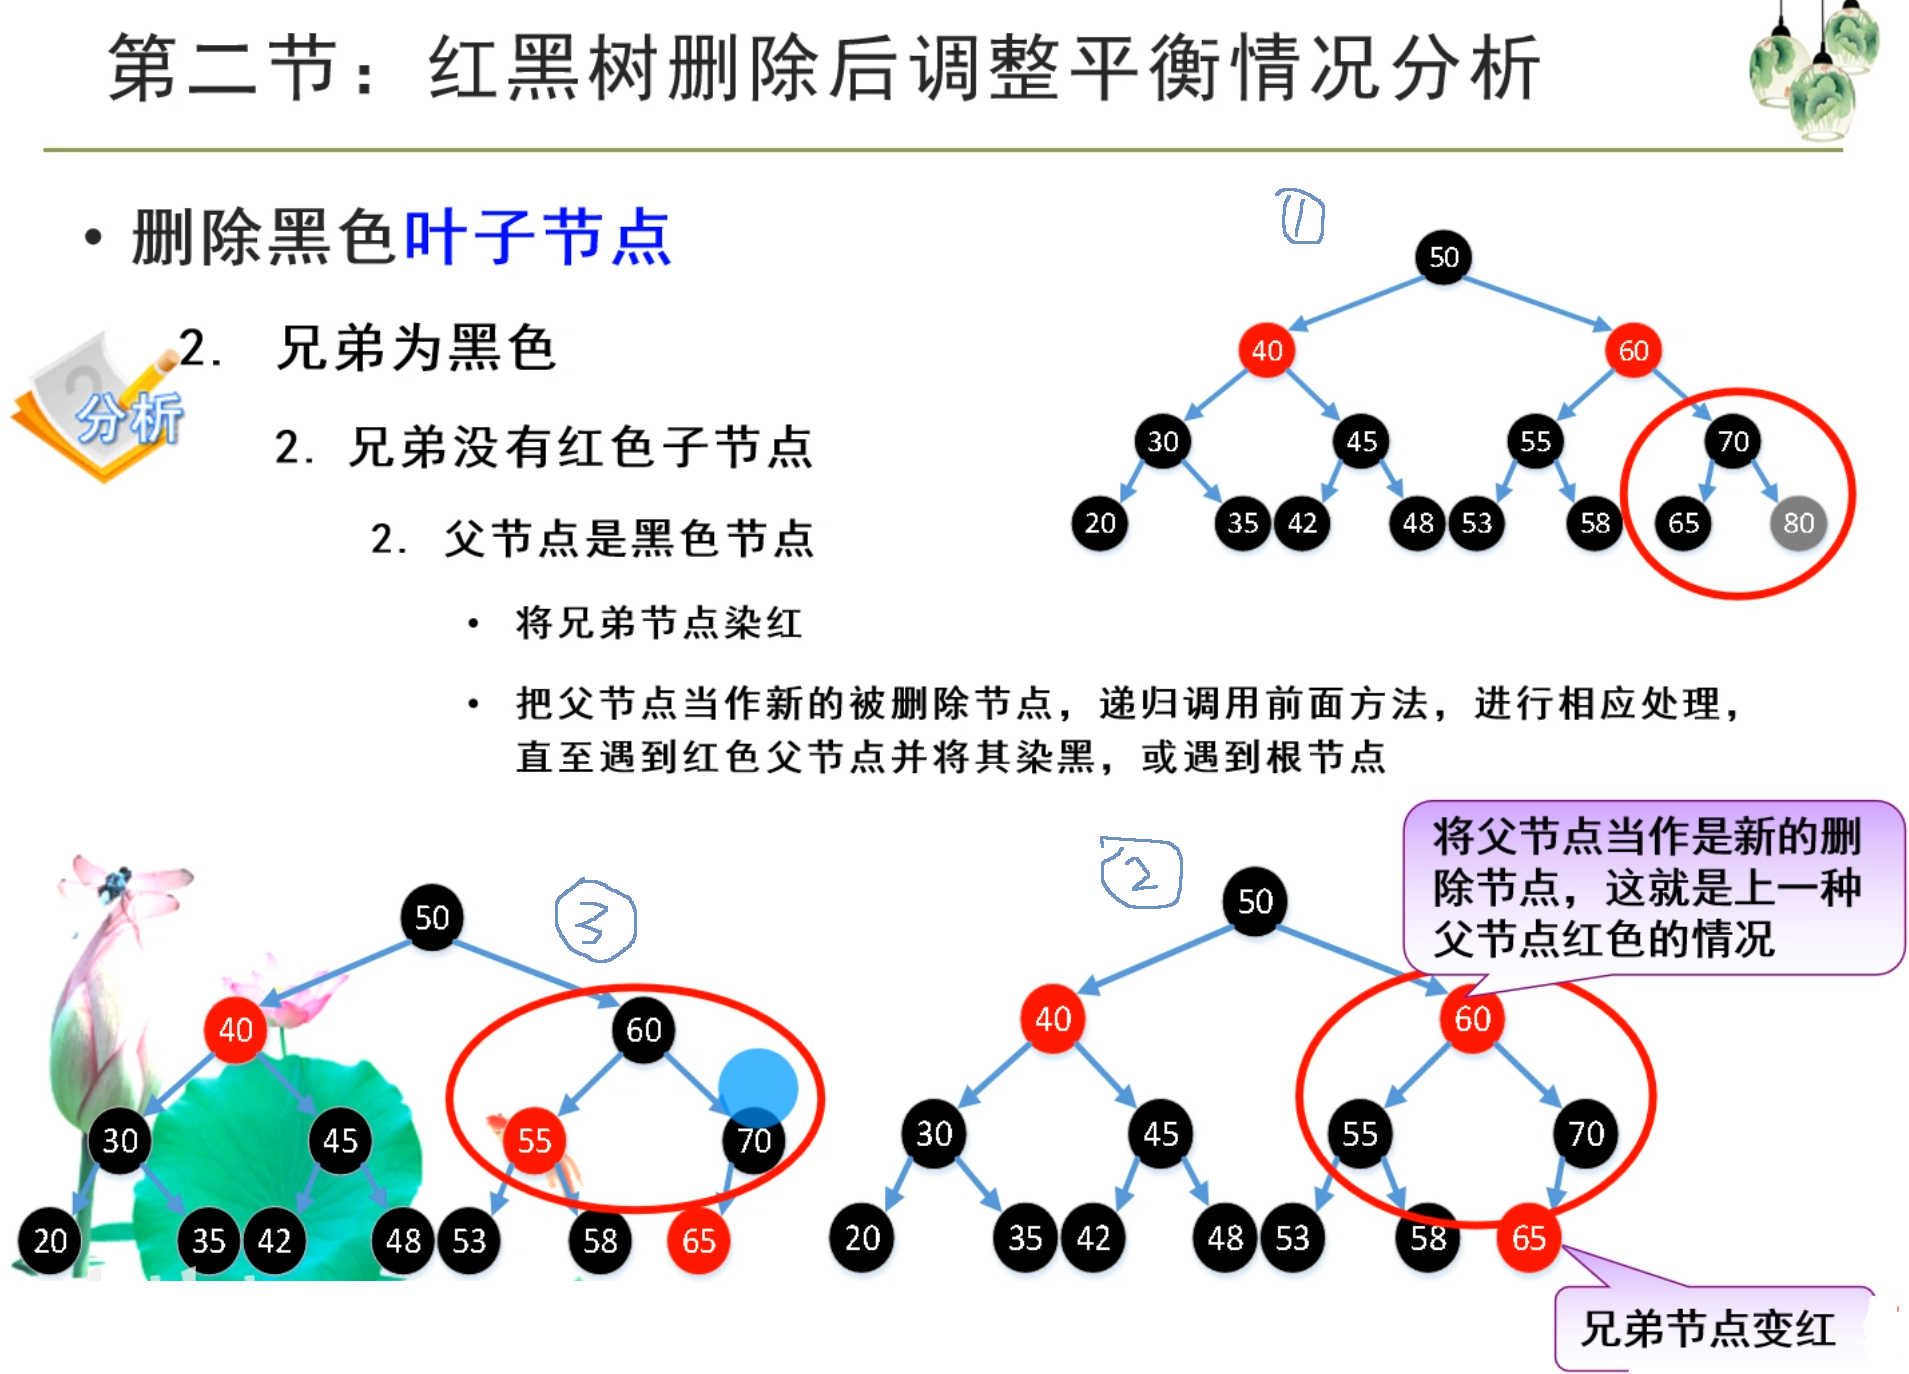 第二节：红黑树删除后调整平衡情况分析
• 删除黑色叶子节点
分析
2. 兄弟为黑色
2. 兄弟没有红色子节点
2. 父节点是黑色节点
• 将兄弟节点染红
• 把父节点当作新的被删除节点，递归调用前面方法，进行相应处理，
直至遇到红色父节点并将其染黑，或遇到根节点
1
50
40 60
30 45 55 70
20 35 42 48 53 58 65 80
3
50
40 60
30 45 55 70
20 35 42 48 53 58 65
2
50
40 60
30 45 55 70
20 35 42 48 53 58 65
将父节点当作是新的删
除节点，这就是上一种
父节点红色的情况
兄弟节点变红